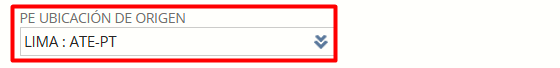 PE UBICACIÓN DE ORIGEN
LIMA : ATE-PT